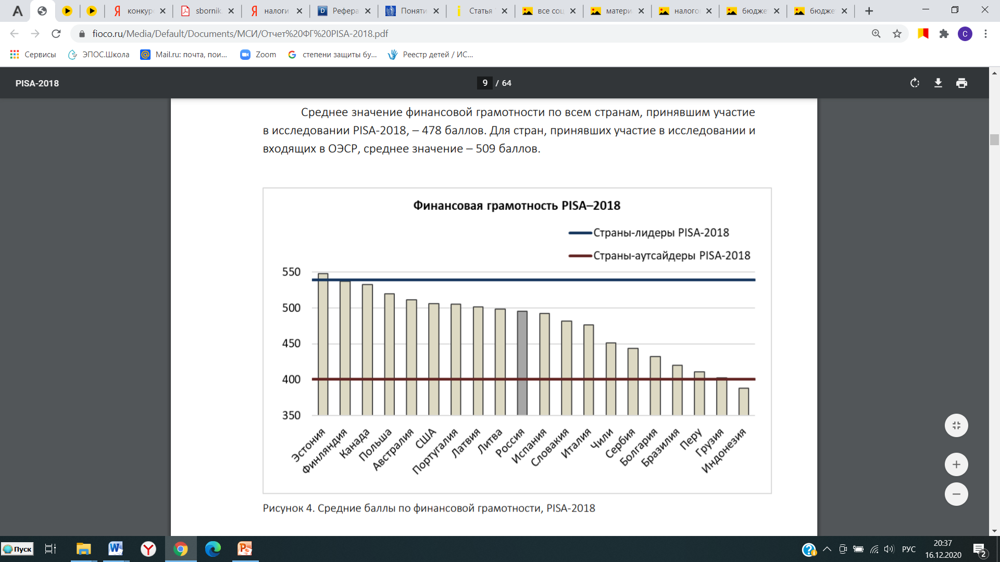 конкур
sbornik
налоги
Рефера
Поняти
Статья
все соц
матери
налого
бюдже
бюдже
fioco.ru/Media/Default/Documents/МСИ/Отчет%20ФГ%20PISA-2018.pdf
С
Сервисы
ЭПОС.Школа
Mail.ru: почта, пои...
Zoom
степени защиты бу...
Реестр детей / ИС...
PISA-2018
9 / 64
Среднее значение финансовой грамотности по всем странам, принявшим участие
в исследовании PISA-2018, – 478 баллов. Для стран, принявших участие в исследовании и
входящих в ОЭСР, среднее значение – 509 баллов.
Финансовая грамотность PISA–2018
Страны-лидеры PISA-2018
Страны-аутсайдеры PISA-2018
550
500
450
400
350
Эстония
Финляндия
Канада
Польша
Австралия
США
Португалия
Латвия
Литва
Россия
Испания
Словакия
Италия
Чили
Сербия
Болгария
Бразилия
Перу
Грузия
Индонезия
Рисунок 4. Средние баллы по финансовой грамотности, PISA-2018
Пуск
РУС
20:37
16.12.2020
2